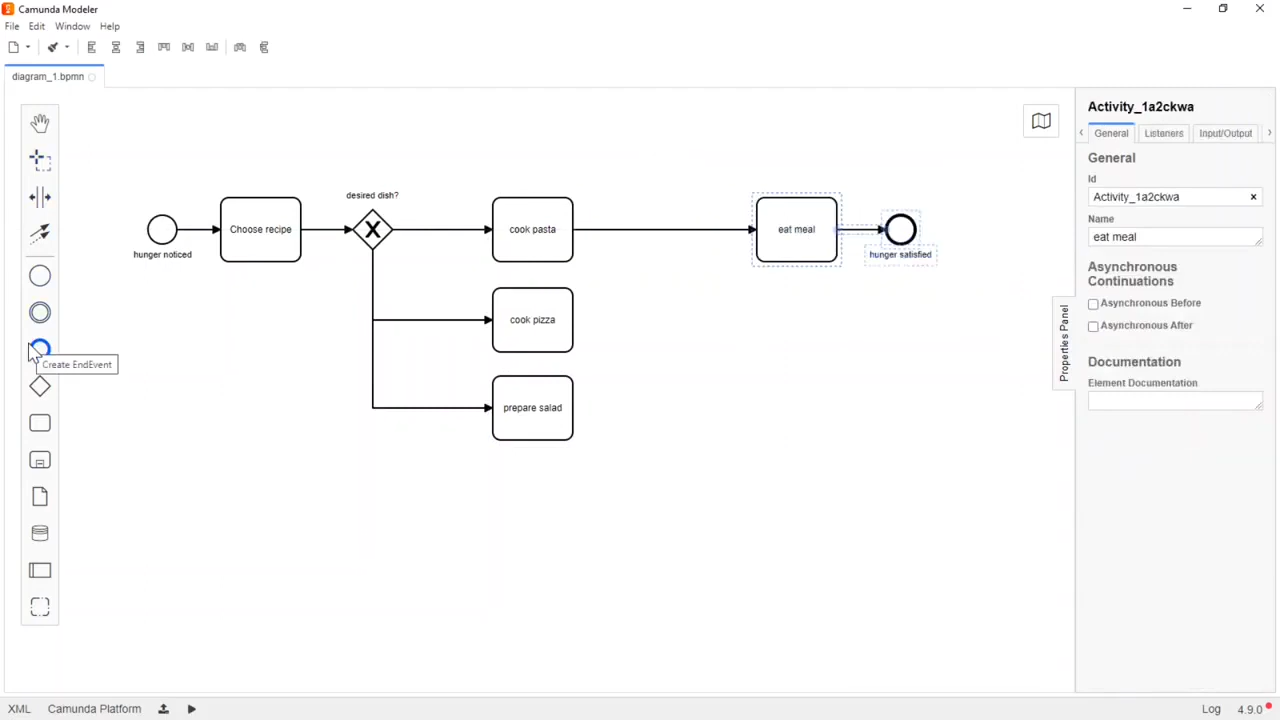 Camunda Modeler
File Edit Window Help
diagram_1.bpmn
Activity_1a2ckwa
General Listeners Input/Output
General
Id
Activity_1a2ckwa
Name
eat meal
Asynchronous
Continuations
Asynchronous Before
Asynchronous After
Documentation
Element Documentation
Properties Panel
desired dish?
Choose recipe
cook pasta
eat meal
hunger noticed
hunger satisfied
cook pizza
prepare salad
Create EndEvent
XML Camunda Platform
Log 4.9.0